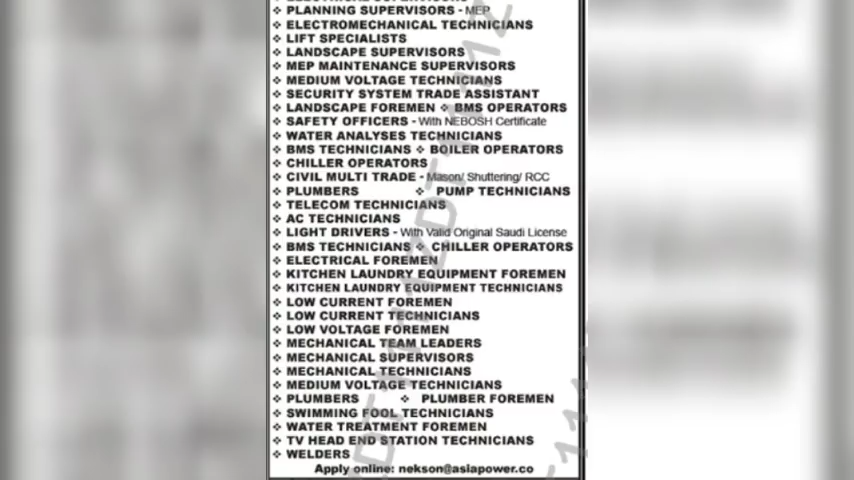 ❖ ELECTRICAL SUPERVISORS
❖ PLANNING SUPERVISORS - MEP
❖ ELECTROMECHANICAL TECHNICIANS
❖ LIFT SPECIALISTS
❖ LANDSCAPE SUPERVISORS
❖ MEP MAINTENANCE SUPERVISORS
❖ MEDIUM VOLTAGE TECHNICIANS
❖ SECURITY SYSTEM TRADE ASSISTANT
❖ LANDSCAPE FOREMEN ❖ BMS OPERATORS
❖ SAFETY OFFICERS - With NEBOSH Certificate
❖ WATER ANALYSES TECHNICIANS
❖ BMS TECHNICIANS ❖ BOILER OPERATORS
❖ CHILLER OPERATORS
❖ CIVIL MULTI TRADE - Mason/ Shuttering/ RCC
❖ PLUMBERS ❖ PUMP TECHNICIANS
❖ TELECOM TECHNICIANS
❖ AC TECHNICIANS
❖ LIGHT DRIVERS - With Valid Original Saudi License
❖ BMS TECHNICIANS ❖ CHILLER OPERATORS
❖ ELECTRICAL FOREMEN
❖ KITCHEN LAUNDRY EQUIPMENT FOREMEN
❖ KITCHEN LAUNDRY EQUIPMENT TECHNICIANS
❖ LOW CURRENT FOREMEN
❖ LOW CURRENT TECHNICIANS
❖ LOW VOLTAGE FOREMEN
❖ MECHANICAL TEAM LEADERS
❖ MECHANICAL SUPERVISORS
❖ MECHANICAL TECHNICIANS
❖ MEDIUM VOLTAGE TECHNICIANS
❖ PLUMBERS ❖ PLUMBER FOREMEN
❖ SWIMMING FOOL TECHNICIANS
❖ WATER TREATMENT FOREMEN
❖ TV HEAD END STATION TECHNICIANS
❖ WELDERS
Apply online: nekson@asiapower.co